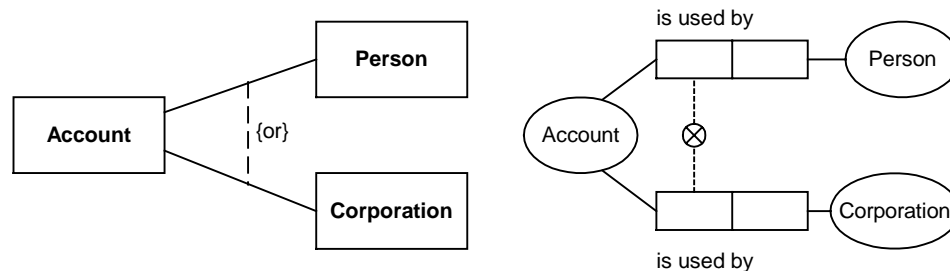 Person
Account
{or}
Corporation
is used by
Person
Account
Corporation
is used by